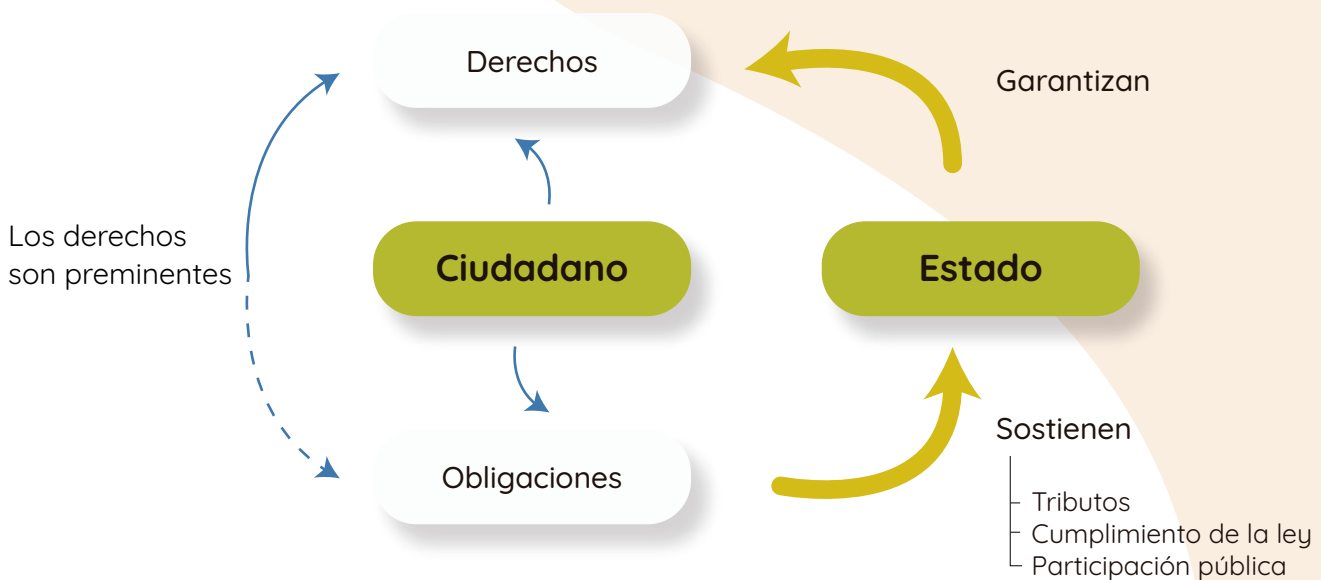 Derechos
Garantizan
Los derechos
son preminentes
Ciudadano
Estado
Obligaciones
Sostienen
Tributos
Cumplimiento de la ley
Participación pública